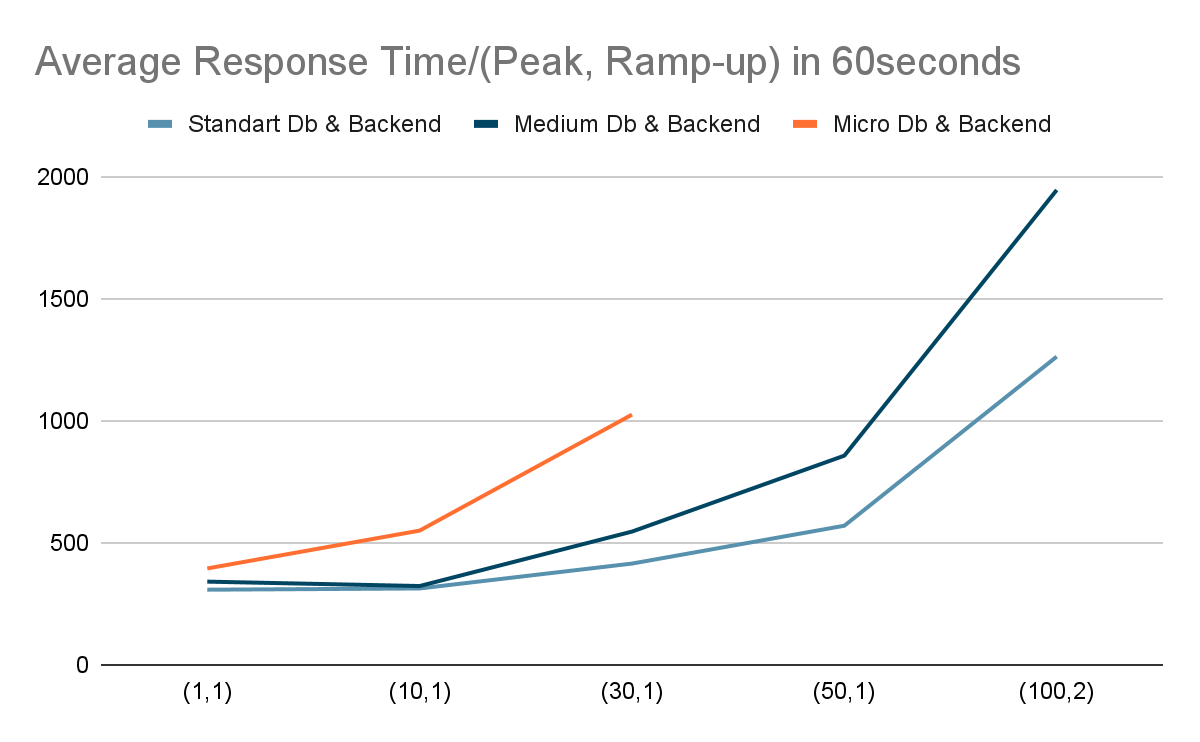 Average Response Time/(Peak, Ramp-up) in 60seconds
Standart Db & Backend Medium Db & Backend Micro Db & Backend
2000
1500
1000
500
0
(1,1) (10,1) (30,1) (50,1) (100,2)